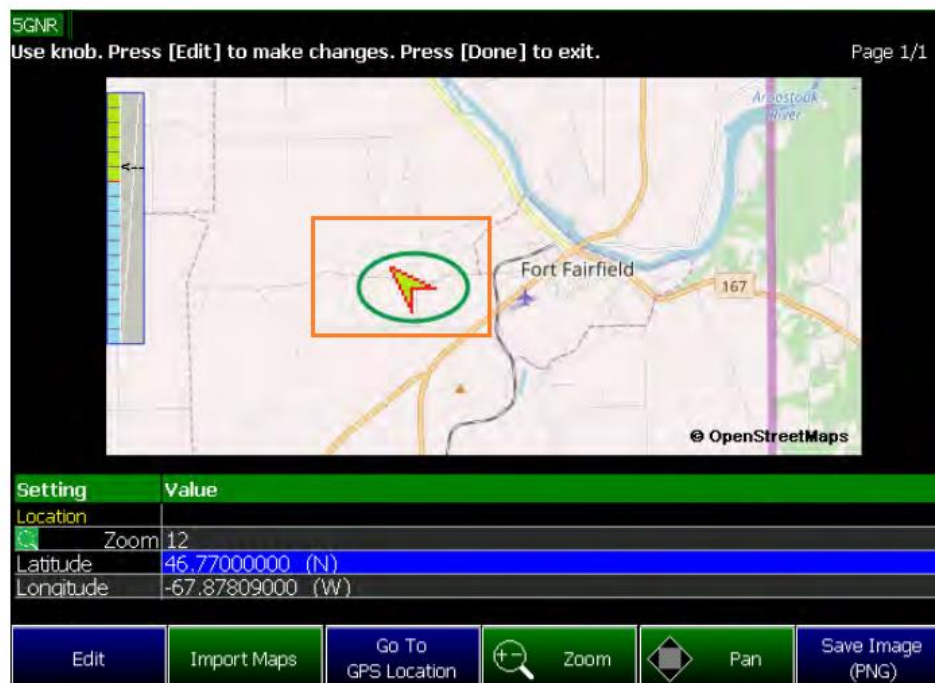 5GNR
Use knob. Press [Edit] to make changes. Press [Done] to exit. Page 1/1
Aroostook
River
<--
Fort Fairfield
167
© OpenStreetMaps
Setting Value
Location
Zoom 12
Latitude 46.77000000 (N)
Longitude -67.87809000 (W)
Edit
Import Maps
Go To
GPS Location
Zoom
Pan
Save Image
(PNG)